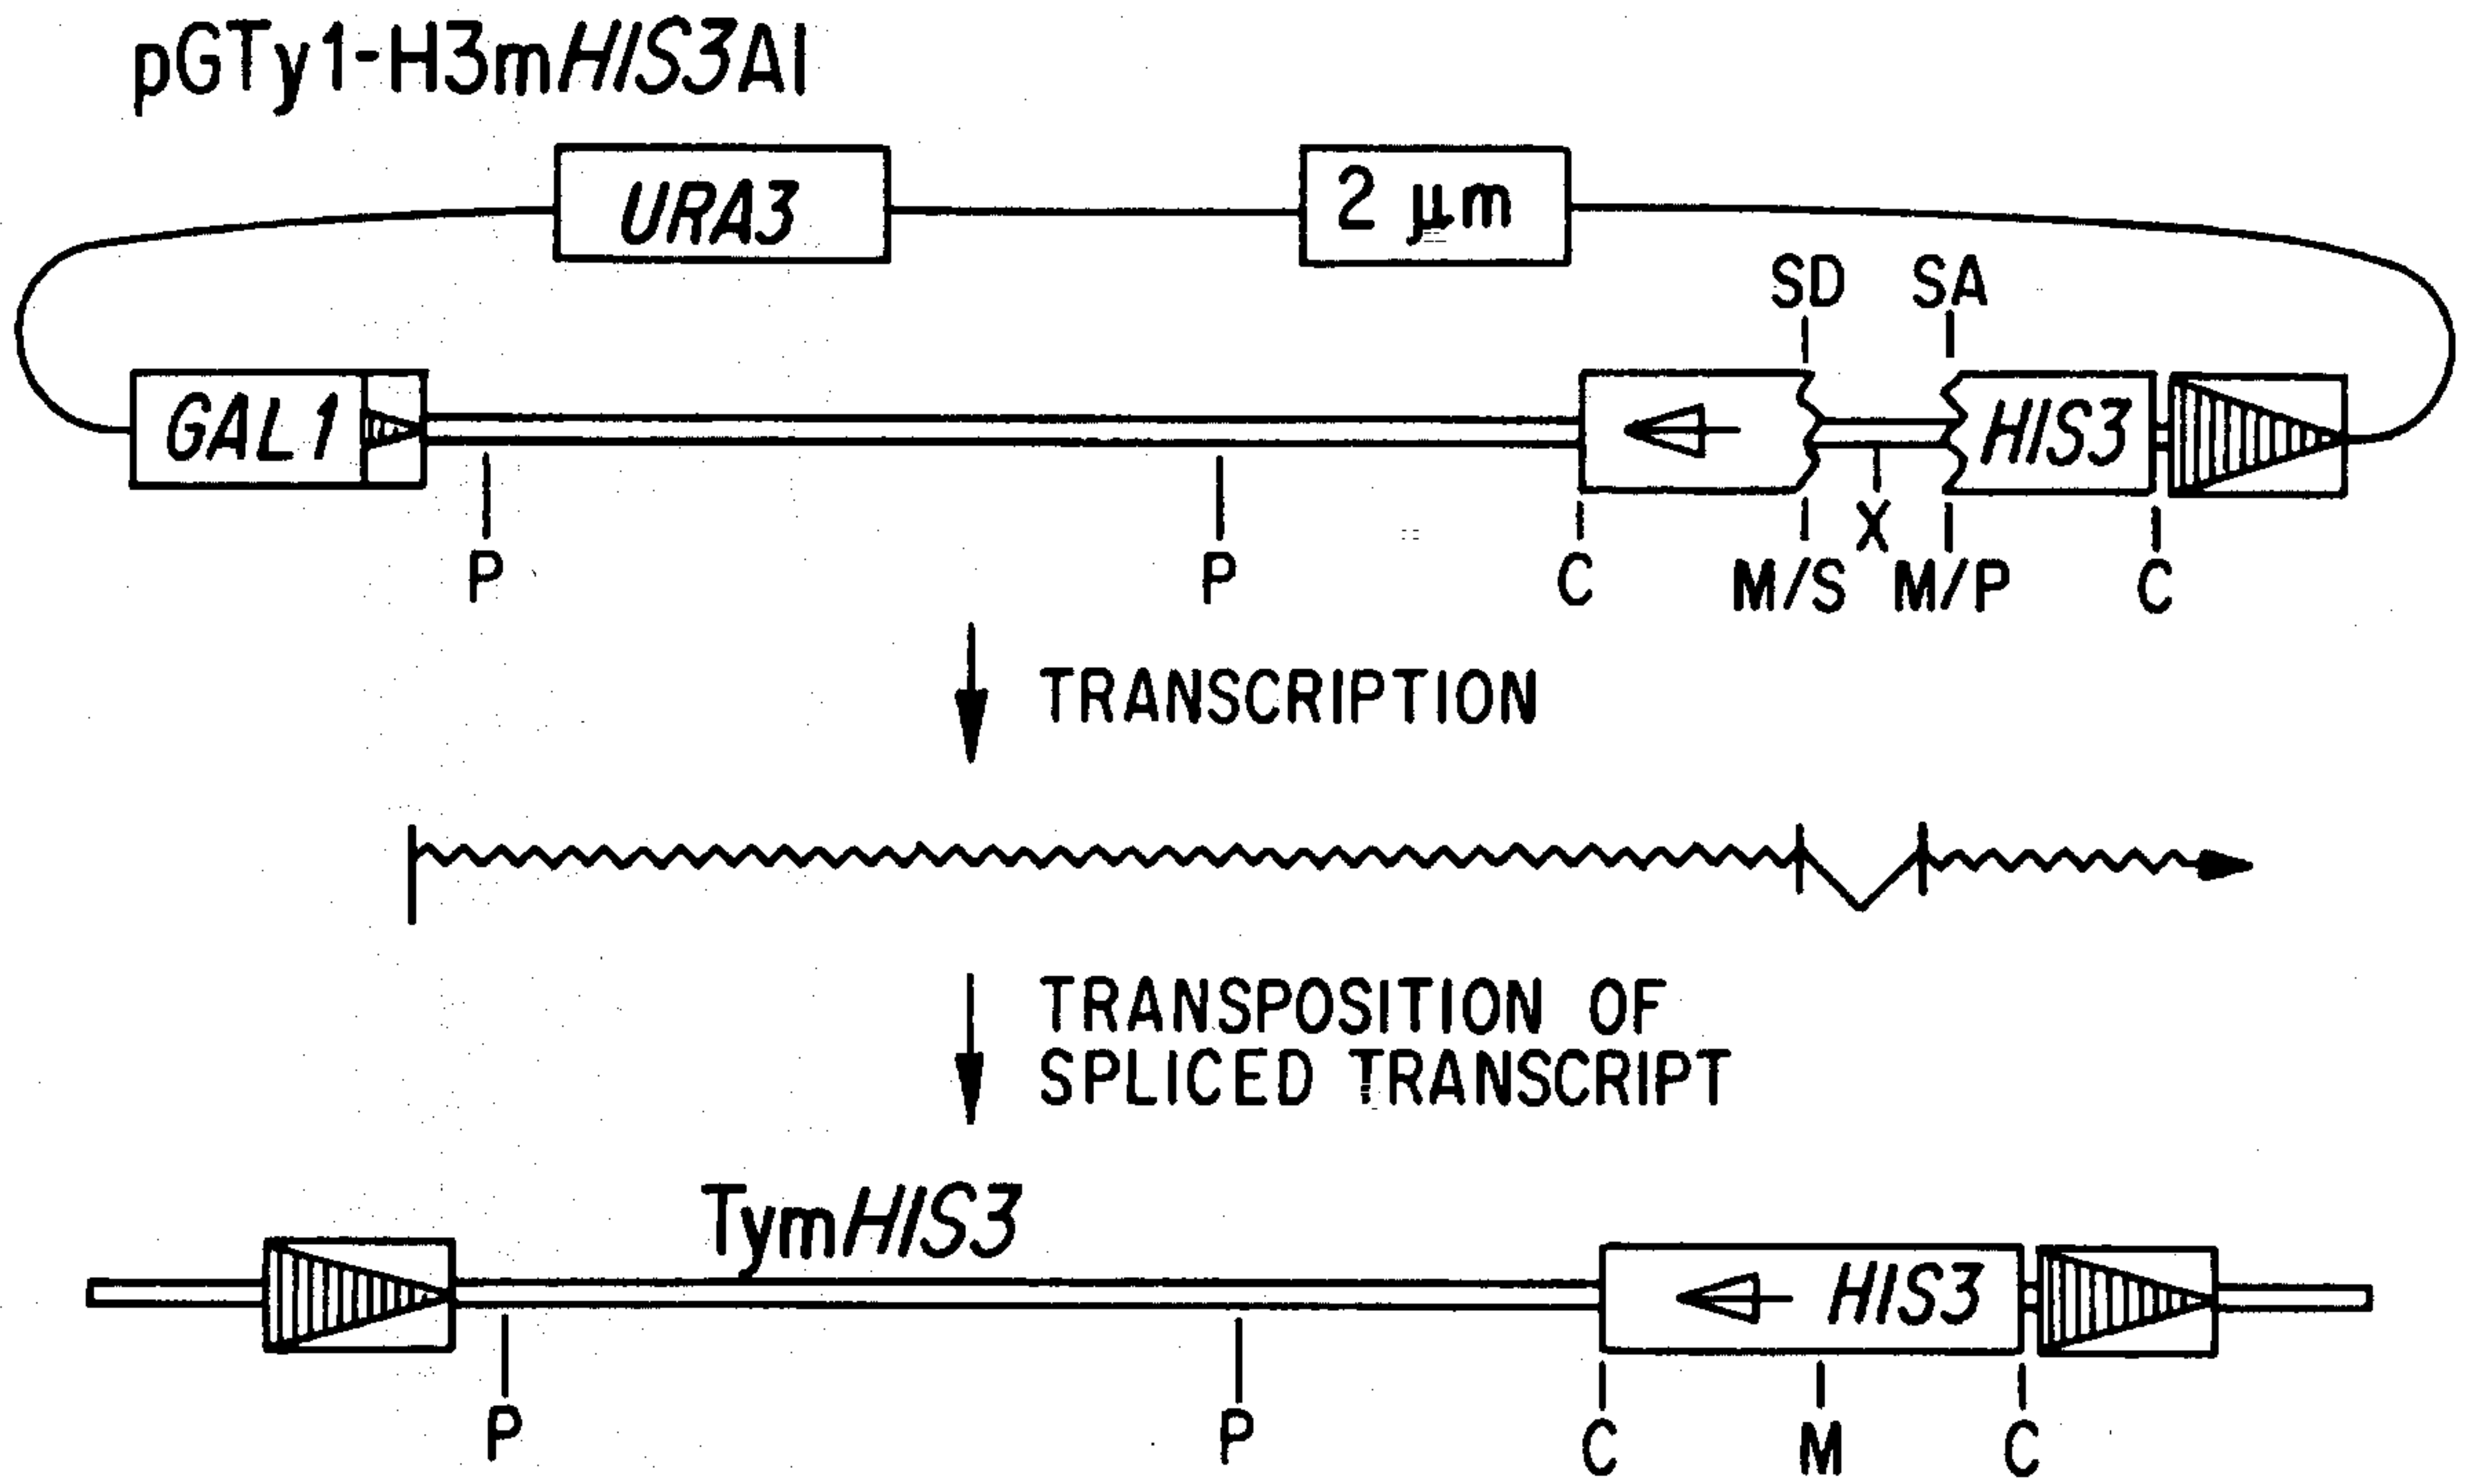 pGTy1-H3mHIS3AI
URA3
2 μm
SD SA
GAL1
HIS3
P P C M/S X M/P C
TRANSCRIPTION
TRANSPOSITION OF
SPLICED TRANSCRIPT
TymHIS3
HIS3
P P C M C